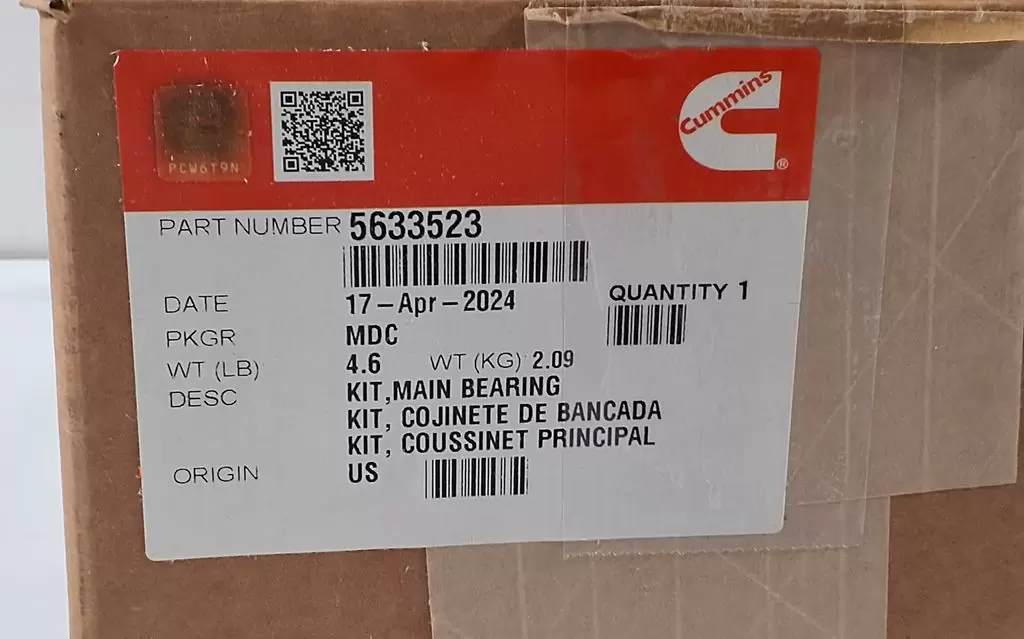 PCW6T9N
Cummins
®
PART NUMBER 5633523
DATE 17-Apr-2024 QUANTITY 1
PKGR MDC
WT (LB) 4.6 WT (KG) 2.09
DESC KIT,MAIN BEARING
KIT, COJINETE DE BANCADA
KIT, COUSSINET PRINCIPAL
ORIGIN US